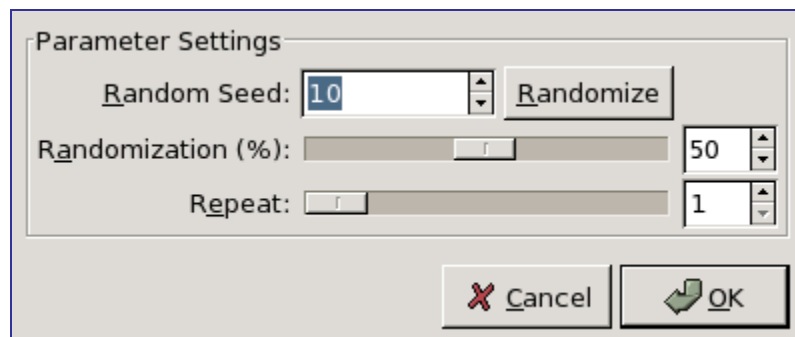 Parameter Settings
Random Seed: 10 Randomize
Randomization (%): 50
Repeat: 1
Cancel OK